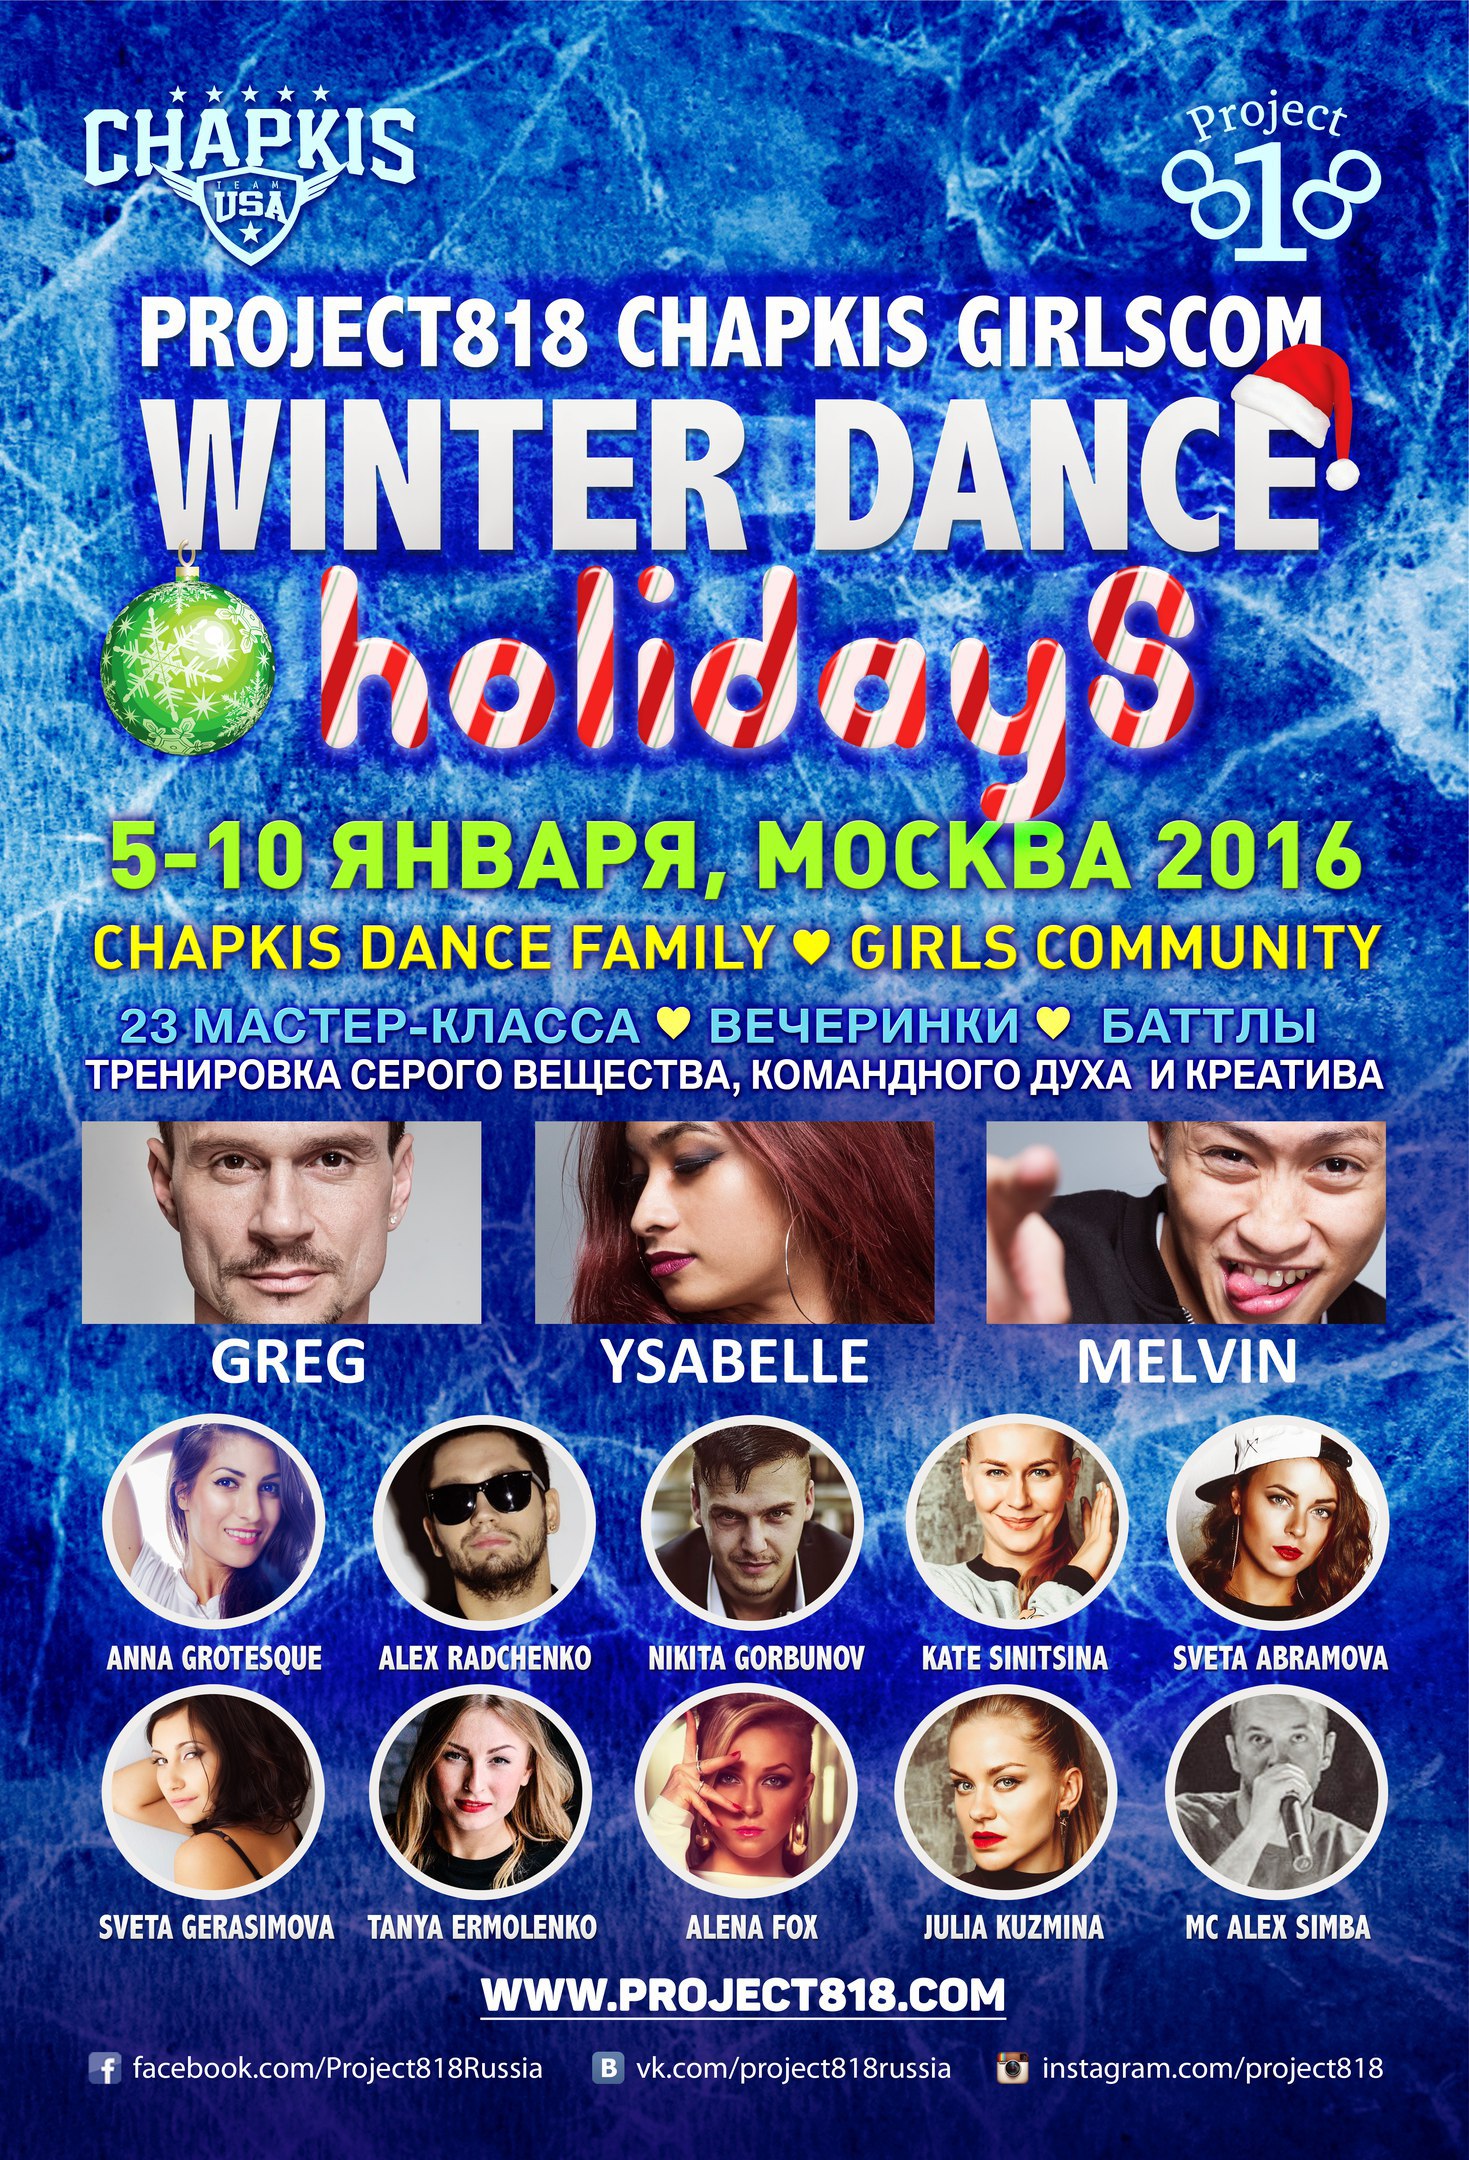 CHAPKIS
TEAM
USA
Project
818
PROJECT818 CHAPKIS GIRLSCOM
WINTER DANCE
holidayS
5-10 ЯНВАРЯ, МОСКВА 2016
CHAPKIS DANCE FAMILY GIRLS COMMUNITY
23 МАСТЕР-КЛАССА ВЕЧЕРИНКИ БАТТЛЫ
ТРЕНИРОВКА СЕРОГО ВЕЩЕСТВА, КОМАНДНОГО ДУХА И КРЕАТИВА
GREG YSABELLE MELVIN
ANNA GROTESQUE ALEX RADCHENKO NIKITA GORBUNOV KATE SINITSINA SVETA ABRAMOVA
SVETA GERASIMOVA TANYA ERMOLENKO ALENA FOX JULIA KUZMINA MC ALEX SIMBA
WWW.PROJECT818.COM
facebook.com/Project818Russia vk.com/project818russia instagram.com/project818